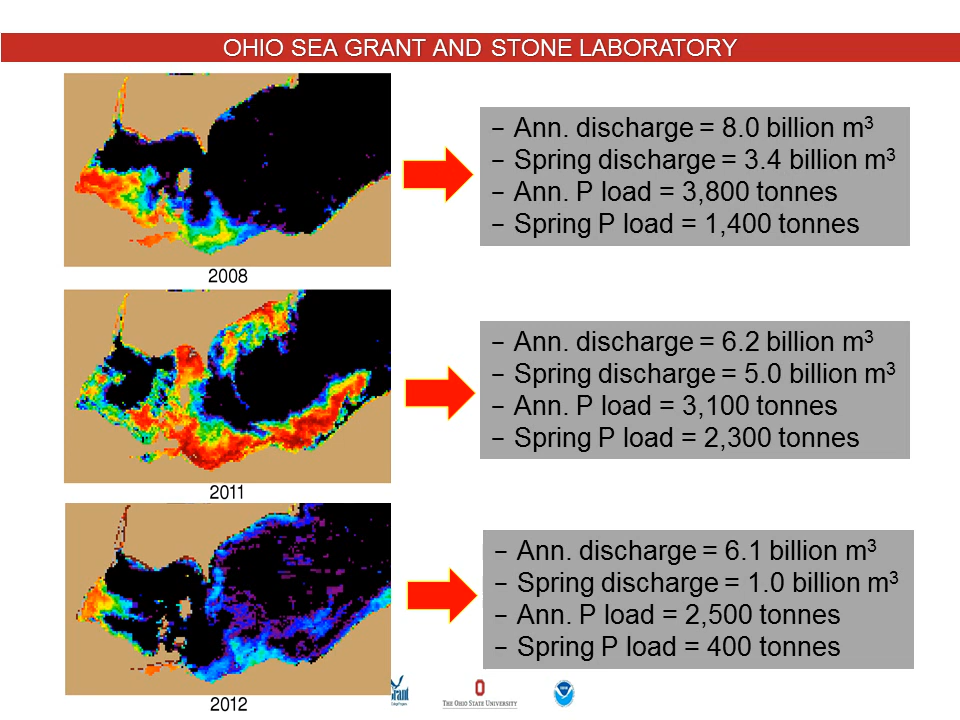 OHIO SEA GRANT AND STONE LABORATORY
2008
– Ann. discharge = 8.0 billion m³
– Spring discharge = 3.4 billion m³
– Ann. P load = 3,800 tonnes
– Spring P load = 1,400 tonnes
2011
– Ann. discharge = 6.2 billion m³
– Spring discharge = 5.0 billion m³
– Ann. P load = 3,100 tonnes
– Spring P load = 2,300 tonnes
2012
– Ann. discharge = 6.1 billion m³
– Spring discharge = 1.0 billion m³
– Ann. P load = 2,500 tonnes
– Spring P load = 400 tonnes
THE OHIO STATE UNIVERSITY